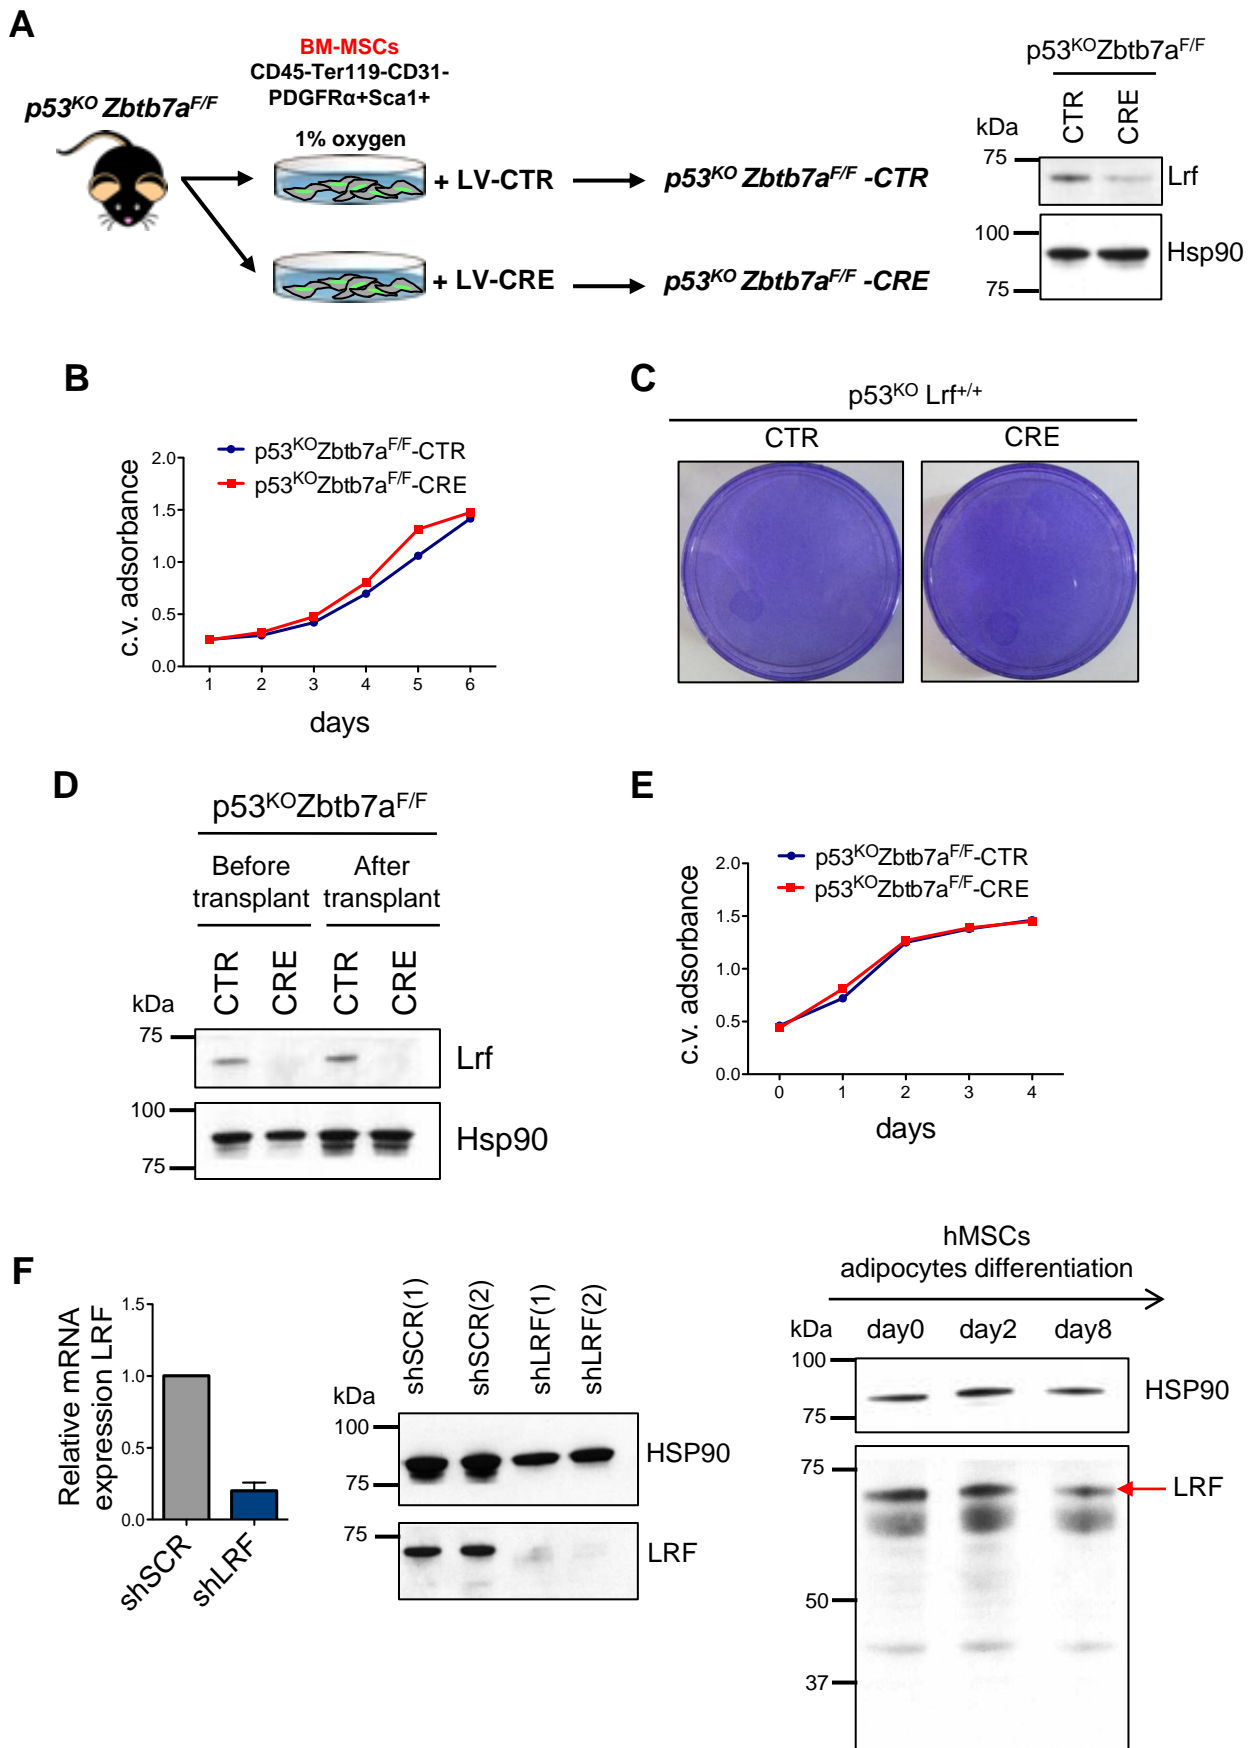 A
BM-MSCs
CD45-Ter119-CD31-
PDGFRα+Sca1+
p53KO Zbtb7aF/F
1% oxygen
+ LV-CTR
p53KO Zbtb7aF/F -CTR
+ LV-CRE
p53KO Zbtb7aF/F -CRE
p53KOZbtb7aF/F
kDa
CTR
CRE
75
Lrf
100
Hsp90
75
B
p53KOZbtb7aF/F-CTR
p53KOZbtb7aF/F-CRE
c.v. adsorbance
2.0
1.5
1.0
0.5
0.0
1 2 3 4 5 6
days
C
p53KO Lrf+/+
CTR CRE
D
p53KOZbtb7aF/F
Before transplant
After transplant
CTR CRE CTR CRE
kDa
75
Lrf
100
Hsp90
75
E
p53KOZbtb7aF/F-CTR
p53KOZbtb7aF/F-CRE
c.v. adsorbance
2.0
1.5
1.0
0.5
0.0
0 1 2 3 4
days
F
Relative mRNA
expression LRF
1.5
1.0
0.5
0.0
shSCR
shLRF
shSCR(1)
shSCR(2)
shLRF(1)
shLRF(2)
kDa
100
HSP90
75
75
LRF
hMSCs
adipocytes differentiation
kDa day0 day2 day8
100
HSP90
75
75
LRF
50
37